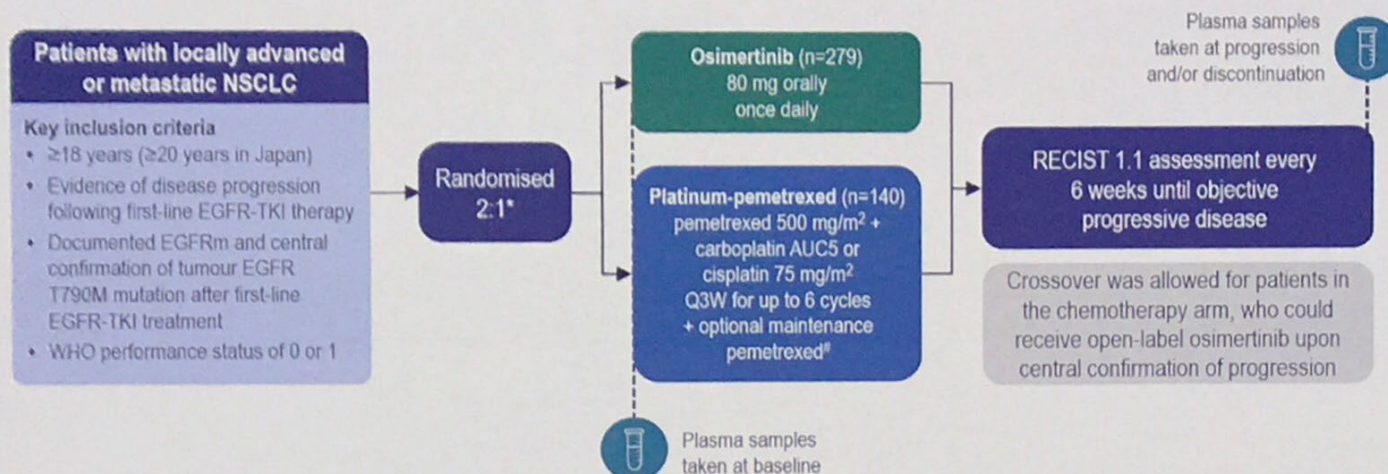 Patients with locally advanced
or metastatic NSCLC
Key inclusion criteria
• ≥18 years (≥20 years in Japan)
• Evidence of disease progression
following first-line EGFR-TKI therapy
• Documented EGFRm and central
confirmation of tumour EGFR
T790M mutation after first-line
EGFR-TKI treatment
• WHO performance status of 0 or 1
Randomised
2:1*
Osimertinib (n=279)
80 mg orally
once daily
Platinum-pemetrexed (n=140)
pemetrexed 500 mg/m² +
carboplatin AUC5 or
cisplatin 75 mg/m²
Q3W for up to 6 cycles
+ optional maintenance
pemetrexed#
Plasma samples
taken at baseline
Plasma samples
taken at progression
and/or discontinuation
RECIST 1.1 assessment every
6 weeks until objective
progressive disease
Crossover was allowed for patients in
the chemotherapy arm, who could
receive open-label osimertinib upon
central confirmation of progression